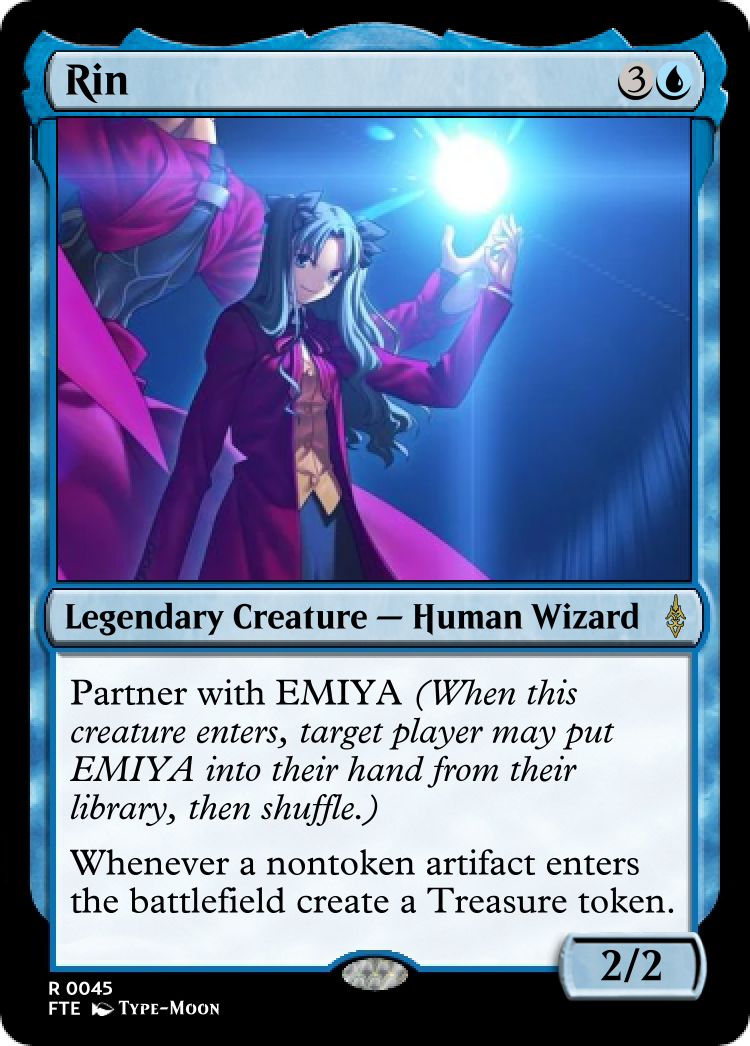 Rin 3
Legendary Creature — Human Wizard
Partner with EMIYA (When this
creature enters, target player may put
EMIYA into their hand from their
library, then shuffle.)
Whenever a nontoken artifact enters
the battlefield create a Treasure token.
2/2
R 0045
FTE Type-Moon